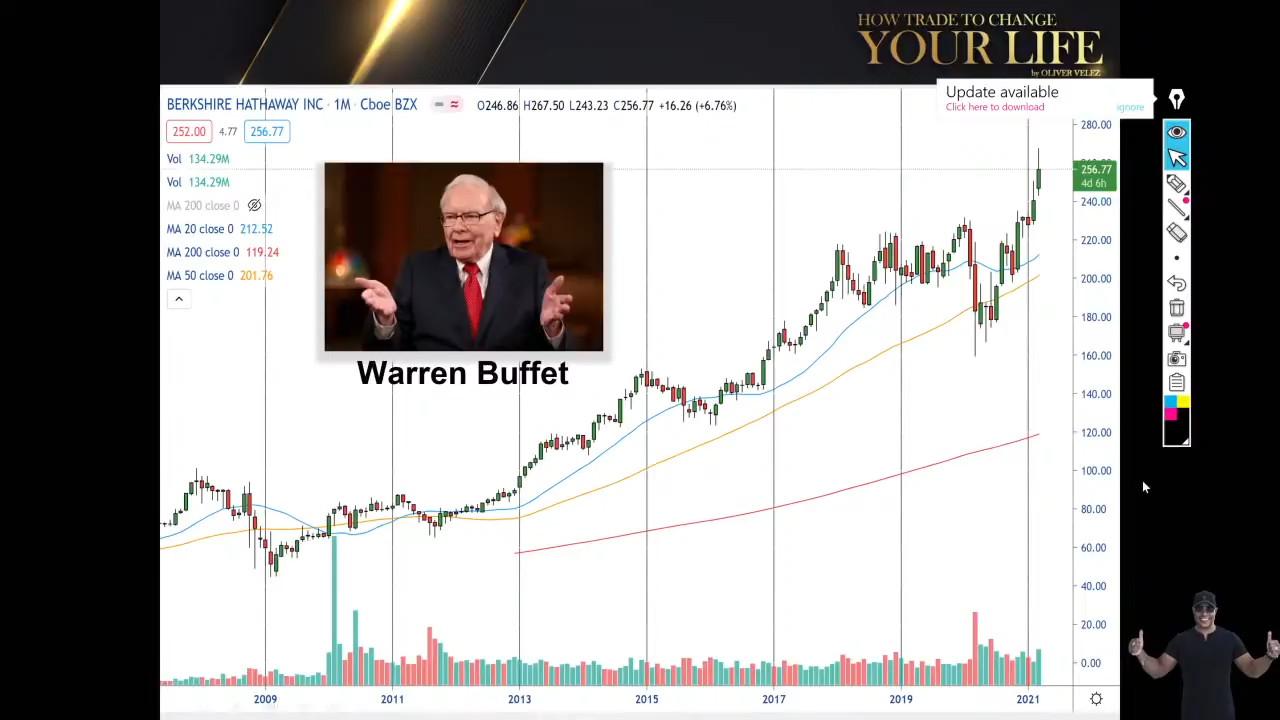 HOW TRADE TO CHANGE
YOUR LIFE
by OLIVER VELEZ
Update available
Click here to download
ignore
BERKSHIRE HATHAWAY INC · 1M · Cboe BZX
O246.86 H267.50 L243.23 C256.77 +16.26 (+6.76%)
252.00 4.77 256.77
Vol 134.29M
Vol 134.29M
MA 200 close 0
MA 20 close 0 212.52
MA 200 close 0 119.24
MA 50 close 0 201.76
Warren Buffet
280.00
256.77
4d 6h
240.00
220.00
200.00
180.00
160.00
140.00
120.00
100.00
80.00
60.00
40.00
20.00
0.00
2009 2011 2013 2015 2017 2019 2021